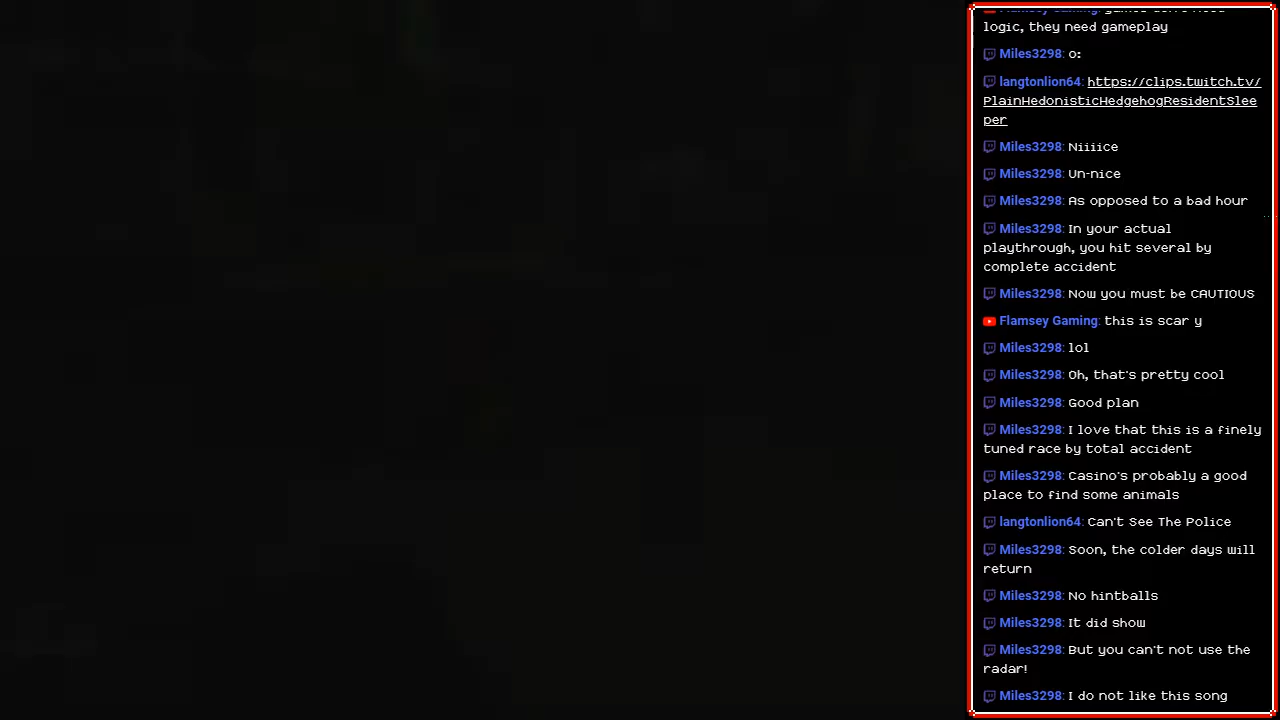 logic, they need gameplay
Miles3298: o:
langtonlion64: https://clips.twitch.tv/
PlainHedonisticHedgehogResidentSlee
per
Miles3298: Niiiice
Miles3298: Un-nice
Miles3298: As opposed to a bad hour
Miles3298: In your actual
playthrough, you hit several by
complete accident
Miles3298: Now you must be CAUTIOUS
Flamsey Gaming: this is scar y
Miles3298: lol
Miles3298: Oh, that's pretty cool
Miles3298: Good plan
Miles3298: I love that this is a finely
tuned race by total accident
Miles3298: Casino's probably a good
place to find some animals
langtonlion64: Can't See The Police
Miles3298: Soon, the colder days will
return
Miles3298: No hintballs
Miles3298: It did show
Miles3298: But you can't not use the
radar!
Miles3298: I do not like this song